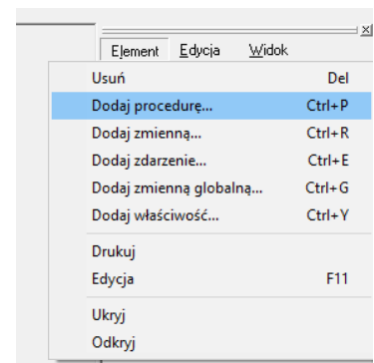 Element Edycja Widok
Usuń Del
Dodaj procedurę... Ctrl+P
Dodaj zmienną... Ctrl+R
Dodaj zdarzenie... Ctrl+E
Dodaj zmienną globalną... Ctrl+G
Dodaj właściwość... Ctrl+Y
Drukuj
Edycja F11
Ukryj
Odkryj